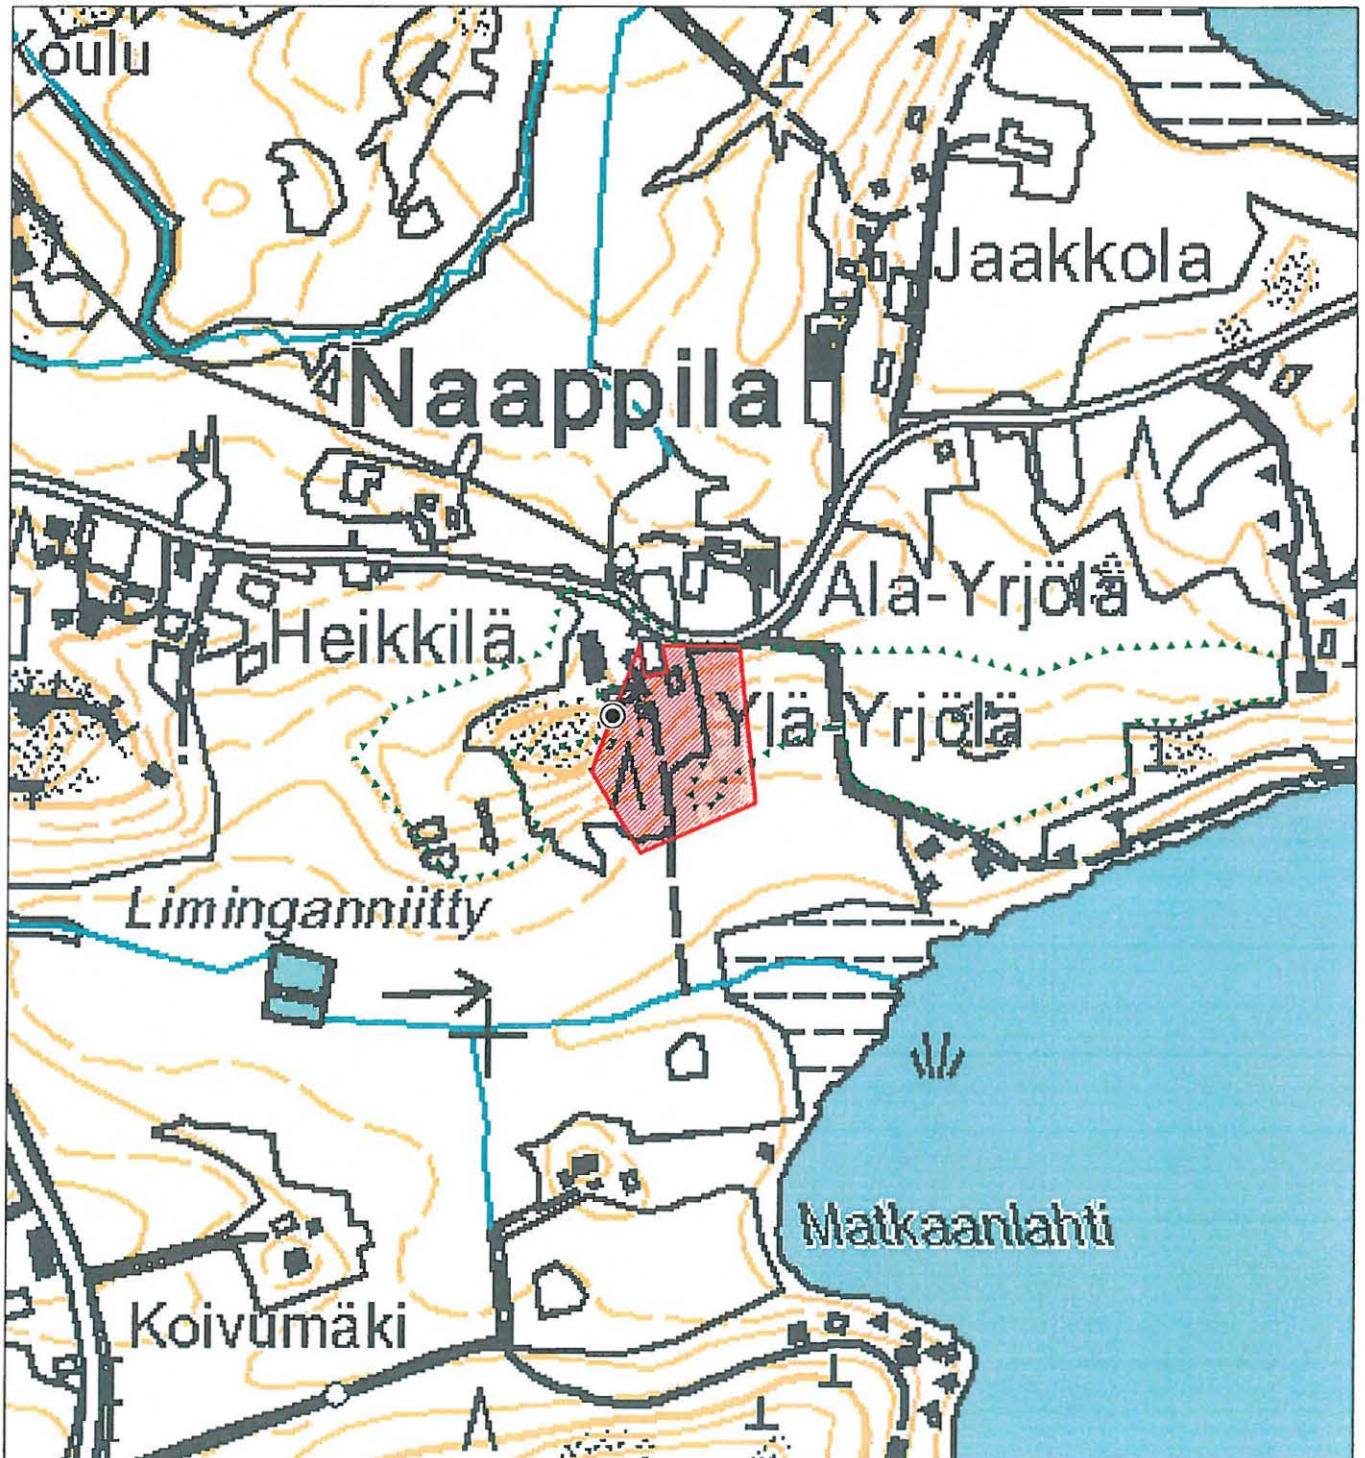 Koulu
Jaakkola
Naappila
Ala-Yrjölä
Heikkilä
Ylä-Yrjölä
Liminganniitty
Matkaanlahti
Koivumäki